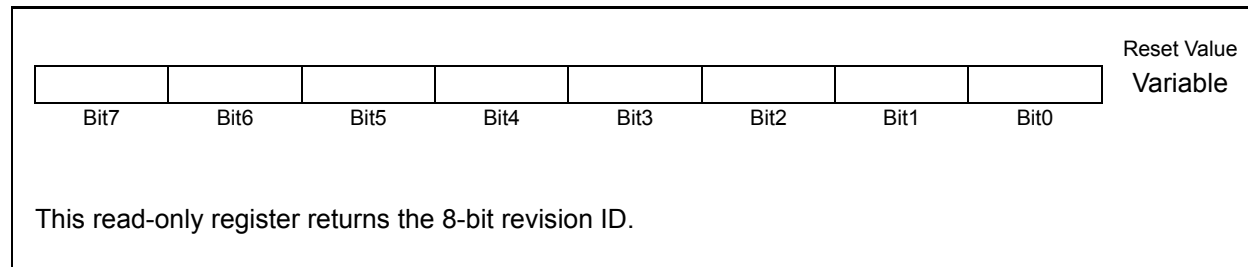 Reset Value
Variable
Bit7 Bit6 Bit5 Bit4 Bit3 Bit2 Bit1 Bit0
This read-only register returns the 8-bit revision ID.